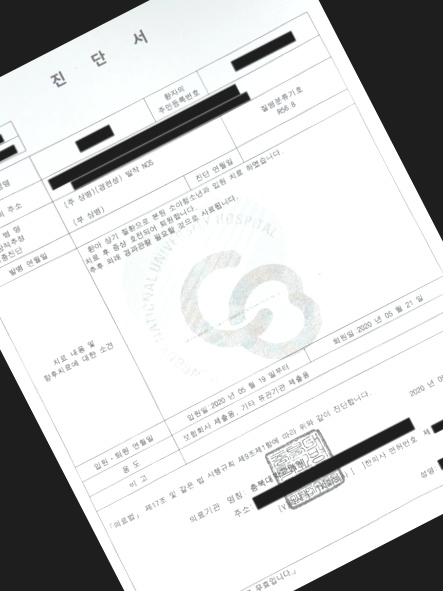 진 단 서
환자의
주민등록번호
의 주소
병 명
(주 상병)(경련성) 발작 NOS
(부 상병)
질병분류기호
R56.8
발병 연월일
진단 연월일
치료 내용 및
향후치료에 대한 소견
환아 상기 질환으로 본원 소아청소년과 입원 치료 하였습니다.
치료 후 증상 호전되어 퇴원합니다.
추후 외래 경과관찰 필요할 것으로 사료됩니다.
NATIONAL UNIVERSITY HOSPITAL
입원·퇴원 연월일
입원일 2020 년 05 월 19 일부터
퇴원일 2020 년 05 월 21 일
용 도
보험회사 제출용, 기타 유관기관 제출용
비 고
「의료법」 제17조 및 같은 법 시행규칙 제9조제1항에 따라 위와 같이 진단합니다.
2020 년 05
의료기관 명칭: 충북대
주소:
[한의사 면허번호 제
성명:
무효입니다.」